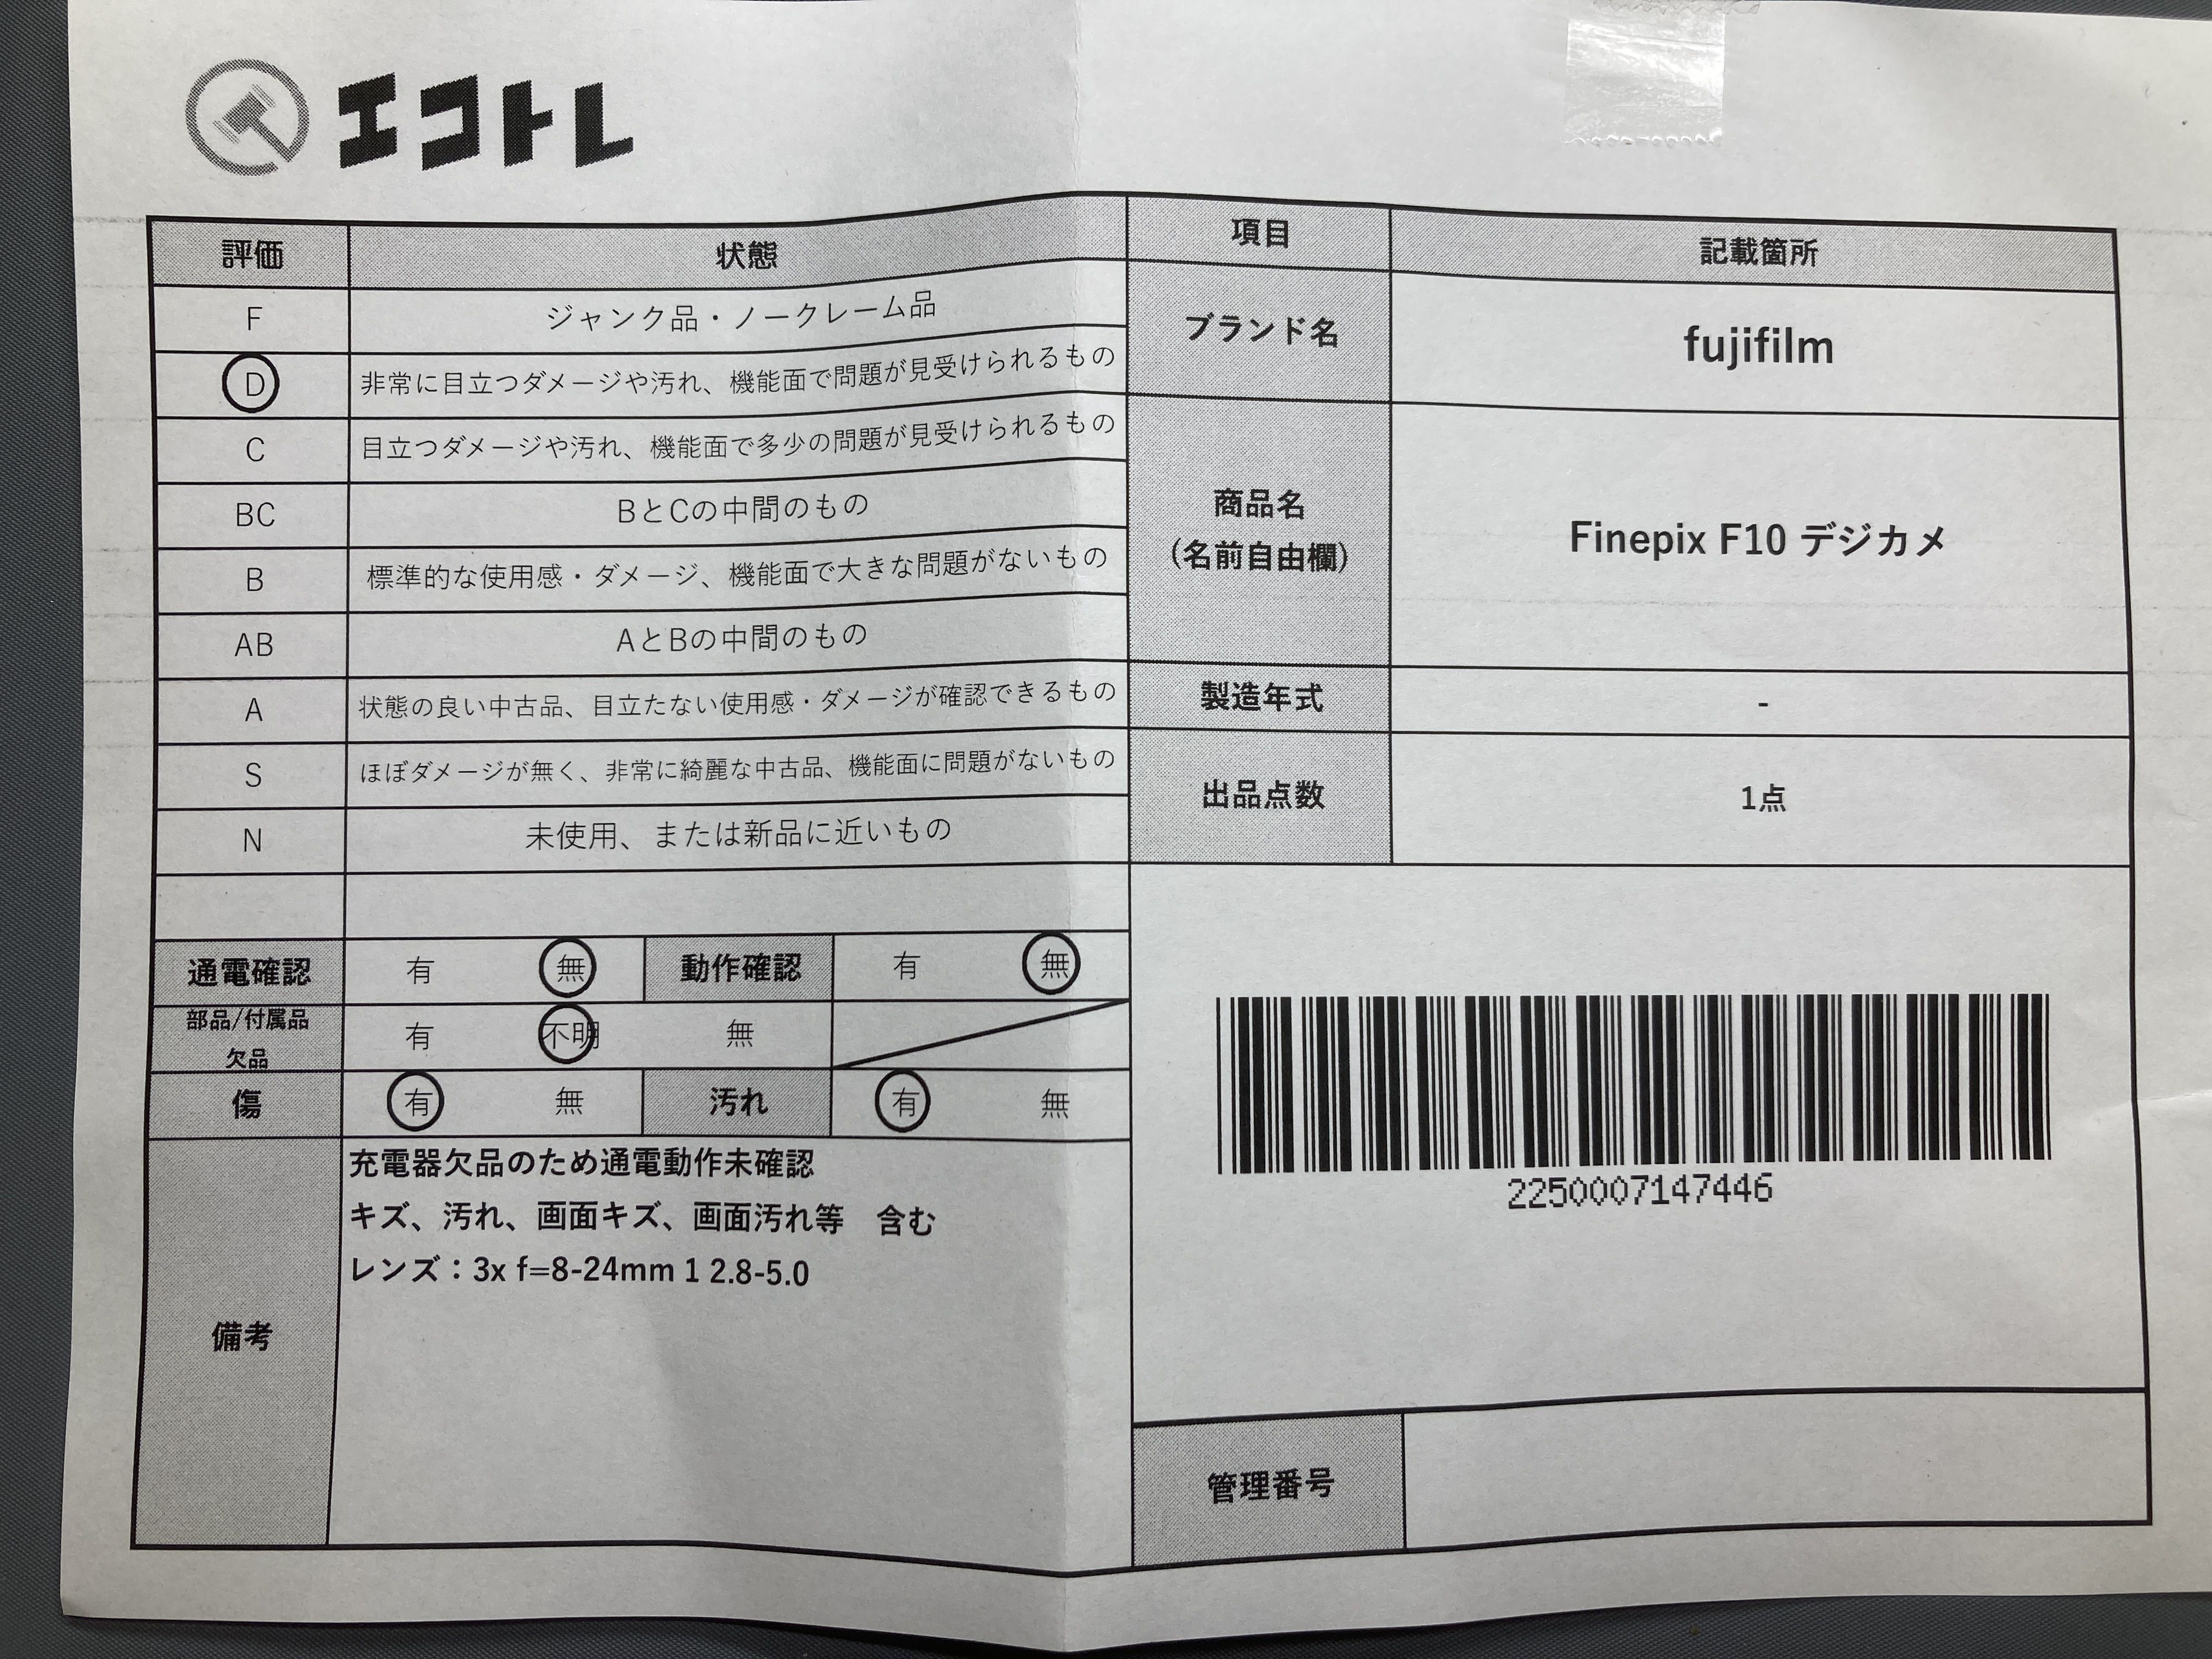 エコトレ
評価 状態
F ジャンク品・ノークレーム品
D 非常に目立つダメージや汚れ、機能面で問題が見受けられるもの
C 目立つダメージや汚れ、機能面で多少の問題が見受けられるもの
BC BとCの中間のもの
B 標準的な使用感・ダメージ、機能面で大きな問題がないもの
AB AとBの中間のもの
A 状態の良い中古品、目立たない使用感・ダメージが確認できるもの
S ほぼダメージが無く、非常に綺麗な中古品、機能面に問題がないもの
N 未使用、または新品に近いもの
通電確認 有 無 動作確認 有 無
部品/付属品
欠品 有 不明 無
傷 有 無 汚れ 有 無
備考
充電器欠品のため通電動作未確認
キズ、汚れ、画面キズ、画面汚れ等 含む
レンズ：3x f=8-24mm 1 2.8-5.0
項目 記載箇所
ブランド名 fujifilm
商品名
(名前自由欄) Finepix F10 デジカメ
製造年式 -
出品点数 1点
2250007147446
管理番号